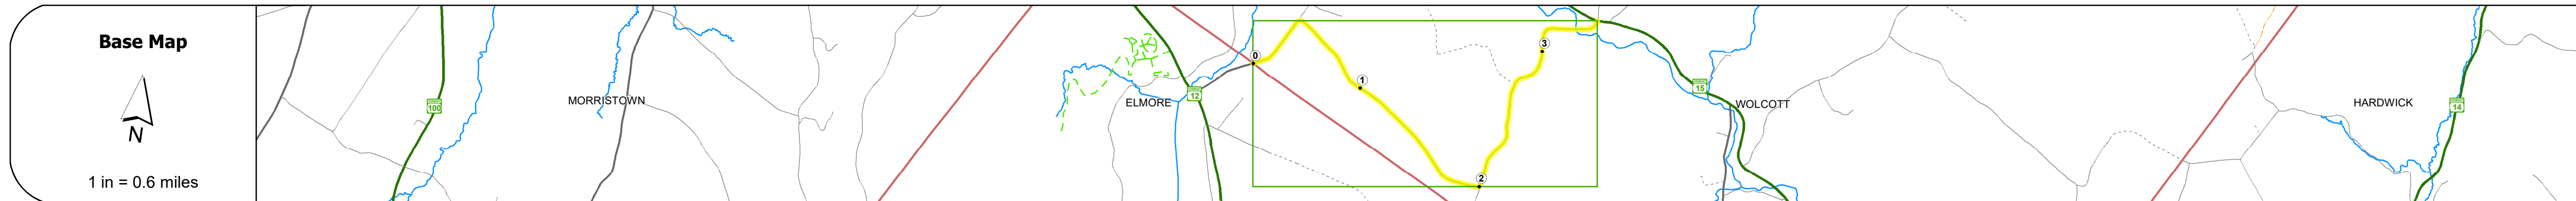 Base Map
N
1 in = 0.6 miles
100
MORRISTOWN
ELMORE
12
0
1
2
3
15
WOLCOTT
HARDWICK
14